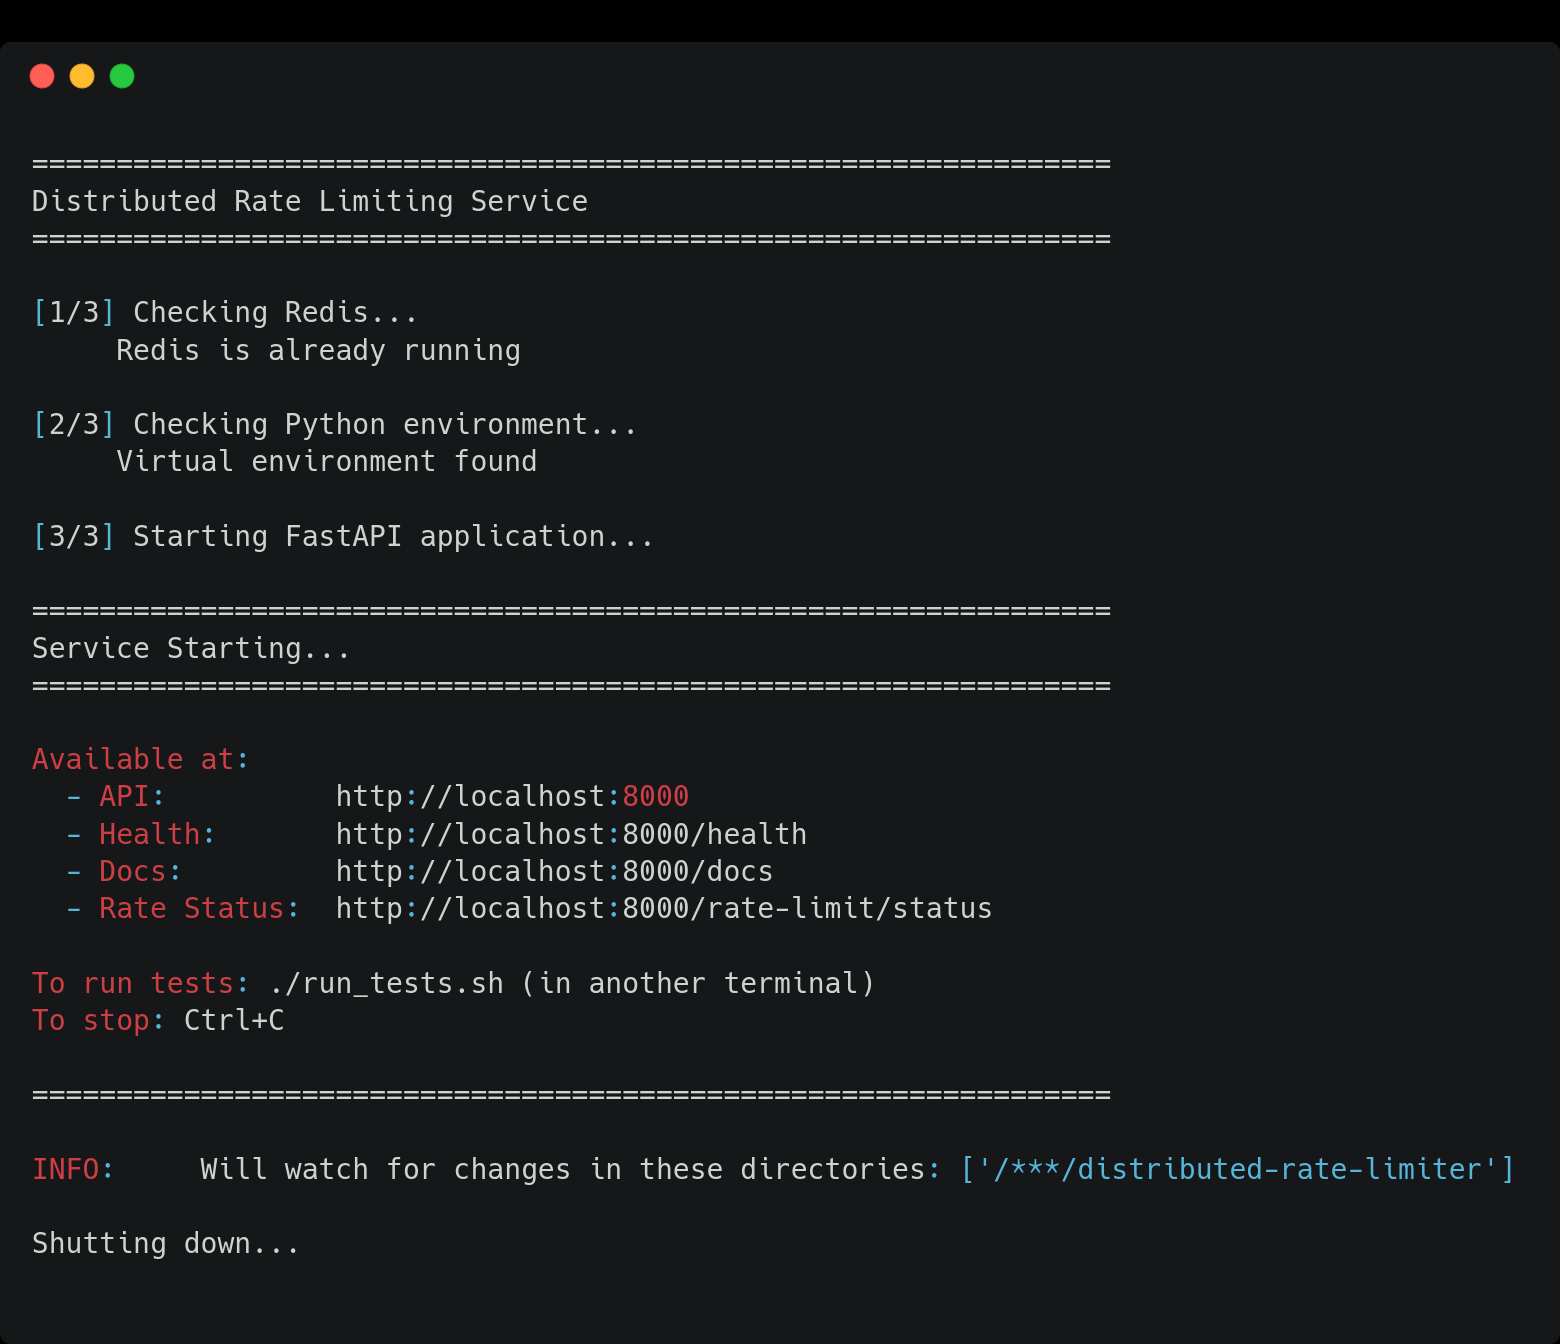 ================================================================
Distributed Rate Limiting Service
================================================================
[1/3] Checking Redis...
     Redis is already running
[2/3] Checking Python environment...
     Virtual environment found
[3/3] Starting FastAPI application...
================================================================
Service Starting...
================================================================
Available at:
  - API:          http://localhost:8000
  - Health:       http://localhost:8000/health
  - Docs:         http://localhost:8000/docs
  - Rate Status:  http://localhost:8000/rate-limit/status
To run tests: ./run_tests.sh (in another terminal)
To stop: Ctrl+C
================================================================
INFO:     Will watch for changes in these directories: ['/***/distributed-rate-limiter']
Shutting down...